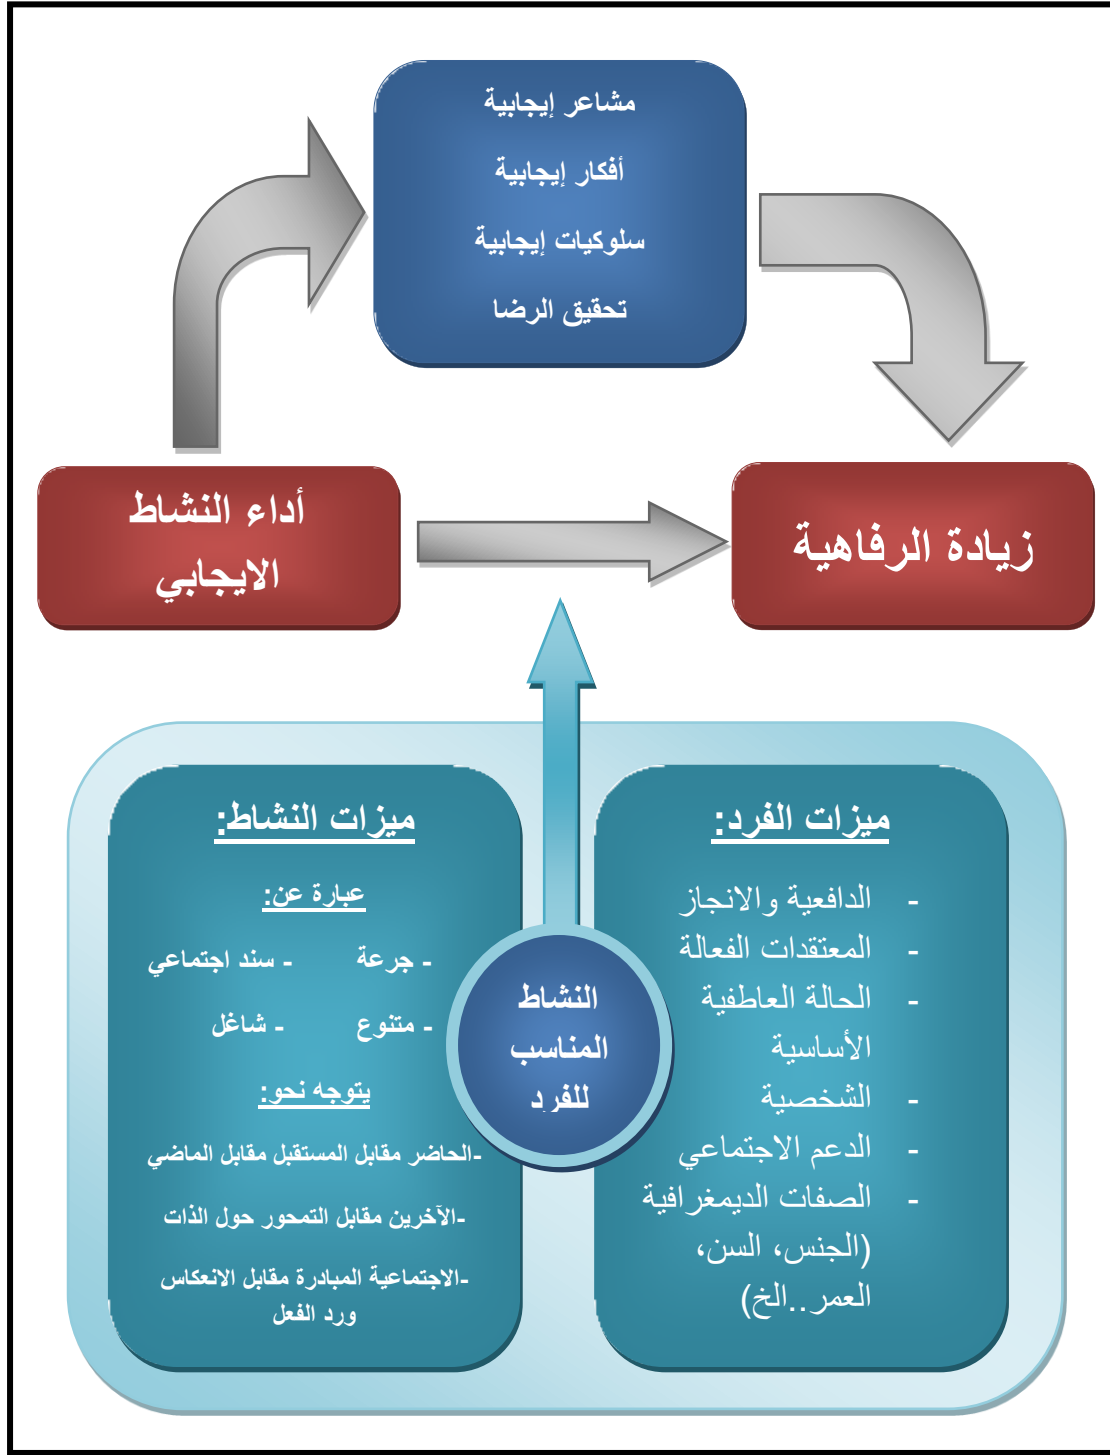 مشاعر إيجابية
أفكار إيجابية
سلوكيات إيجابية
تحقيق الرضا
أداء النشاط
الايجابي
زيادة الرفاهية
ميزات الفرد:
- الدافعية والانجاز
- المعتقدات الفعالة
- الحالة العاطفية
الأساسية
- الشخصية
- الدعم الاجتماعي
- الصفات الديمغرافية
(الجنس، السن،
العمر..الخ)
النشاط
المناسب
للفرد
ميزات النشاط:
عبارة عن:
- جرعة - سند اجتماعي
- متنوع - شاغل
يتوجه نحو:
-الحاضر مقابل المستقبل مقابل الماضي
-الآخرين مقابل التمحور حول الذات
-الاجتماعية المبادرة مقابل الانعكاس
ورد الفعل